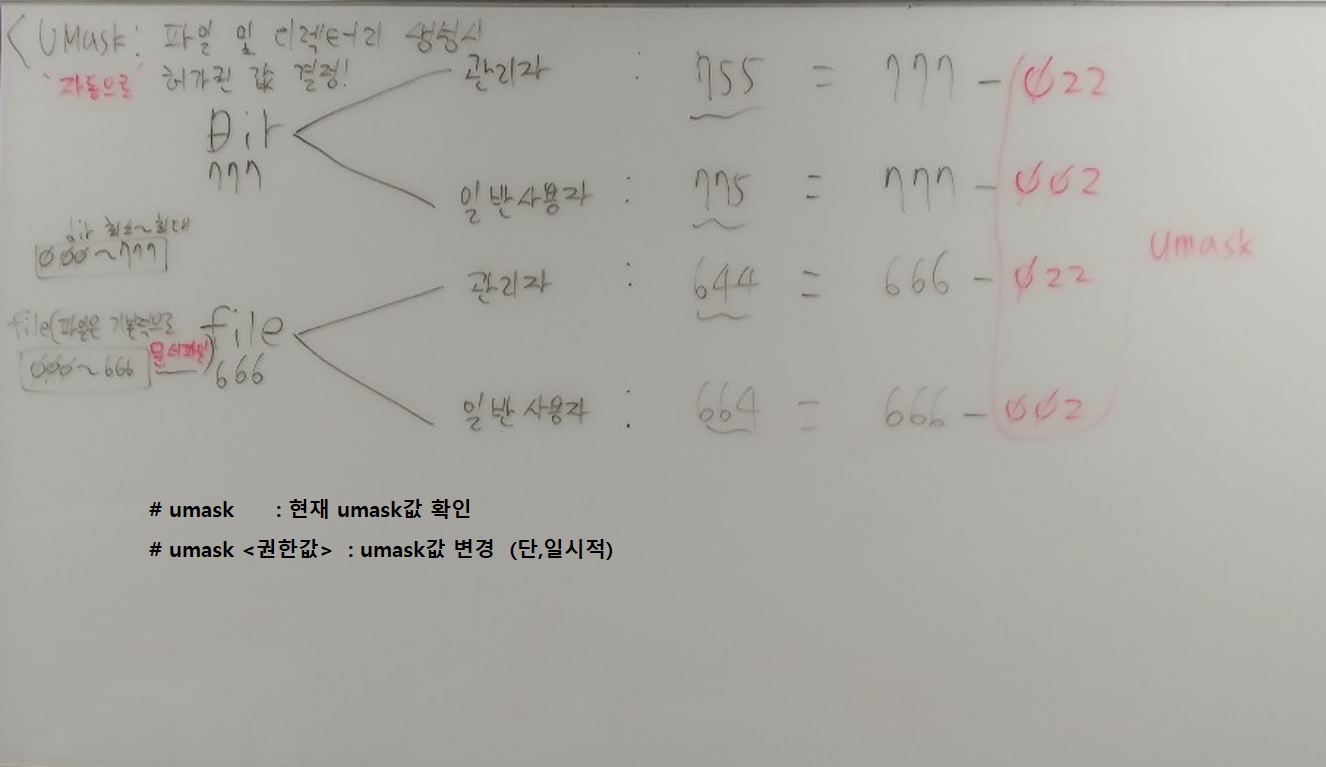 <UMask : 파일 및 디렉터리 생성시
자동으로 허가권 값 결정!
Dir
777
관리자 : 755 = 777 - 022
일반사용자 : 775 = 777 - 002
dir 최소~최대
000 ~ 777
관리자 : 644 = 666 - 022
umask
file(파일은 기본적으로
문서파일)
000 ~ 666
file
666
일반사용자 : 664 = 666 - 002
# umask : 현재 umask값 확인
# umask <권한값> : umask값 변경 (단,일시적)